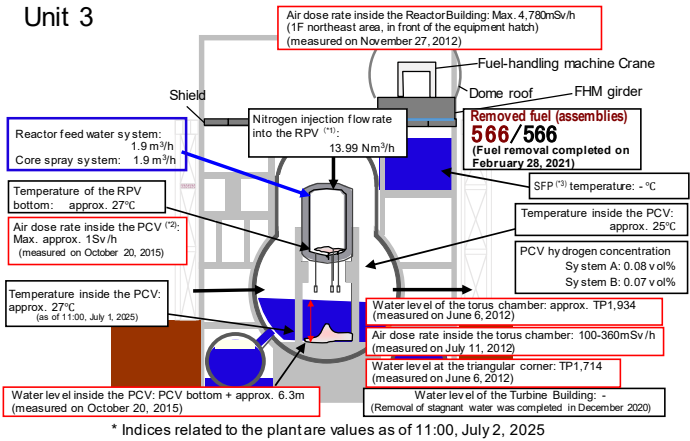 Unit 3
Air dose rate inside the Reactor Building: Max. 4,780mSv/h
(1F northeast area, in front of the equipment hatch)
(measured on November 27, 2012)
Fuel-handling machine Crane
Dome roof
FHM girder
Shield
Nitrogen injection flow rate
into the RPV (*1):
13.99 Nm³/h
Removed fuel (assemblies)
566/566
(Fuel removal completed on
February 28, 2021)
Reactor feed water system:
1.9 m³/h
Core spray system: 1.9 m³/h
SFP (*3) temperature: - ℃
Temperature of the RPV
bottom: approx. 27℃
Temperature inside the PCV:
approx. 25℃
Air dose rate inside the PCV (*2):
Max. approx. 1Sv/h
(measured on October 20, 2015)
PCV hydrogen concentration
System A: 0.08 vol%
System B: 0.07 vol%
Temperature inside the PCV:
approx. 27℃
(as of 11:00, July 1, 2025)
Water level of the torus chamber: approx. TP1,934
(measured on June 6, 2012)
Air dose rate inside the torus chamber: 100-360mSv/h
(measured on July 11, 2012)
Water level at the triangular corner: TP1,714
(measured on June 6, 2012)
Water level inside the PCV: PCV bottom + approx. 6.3m
(measured on October 20, 2015)
Water level of the Turbine Building: -
(Removal of stagnant water was completed in December 2020)
* Indices related to the plant are values as of 11:00, July 2, 2025